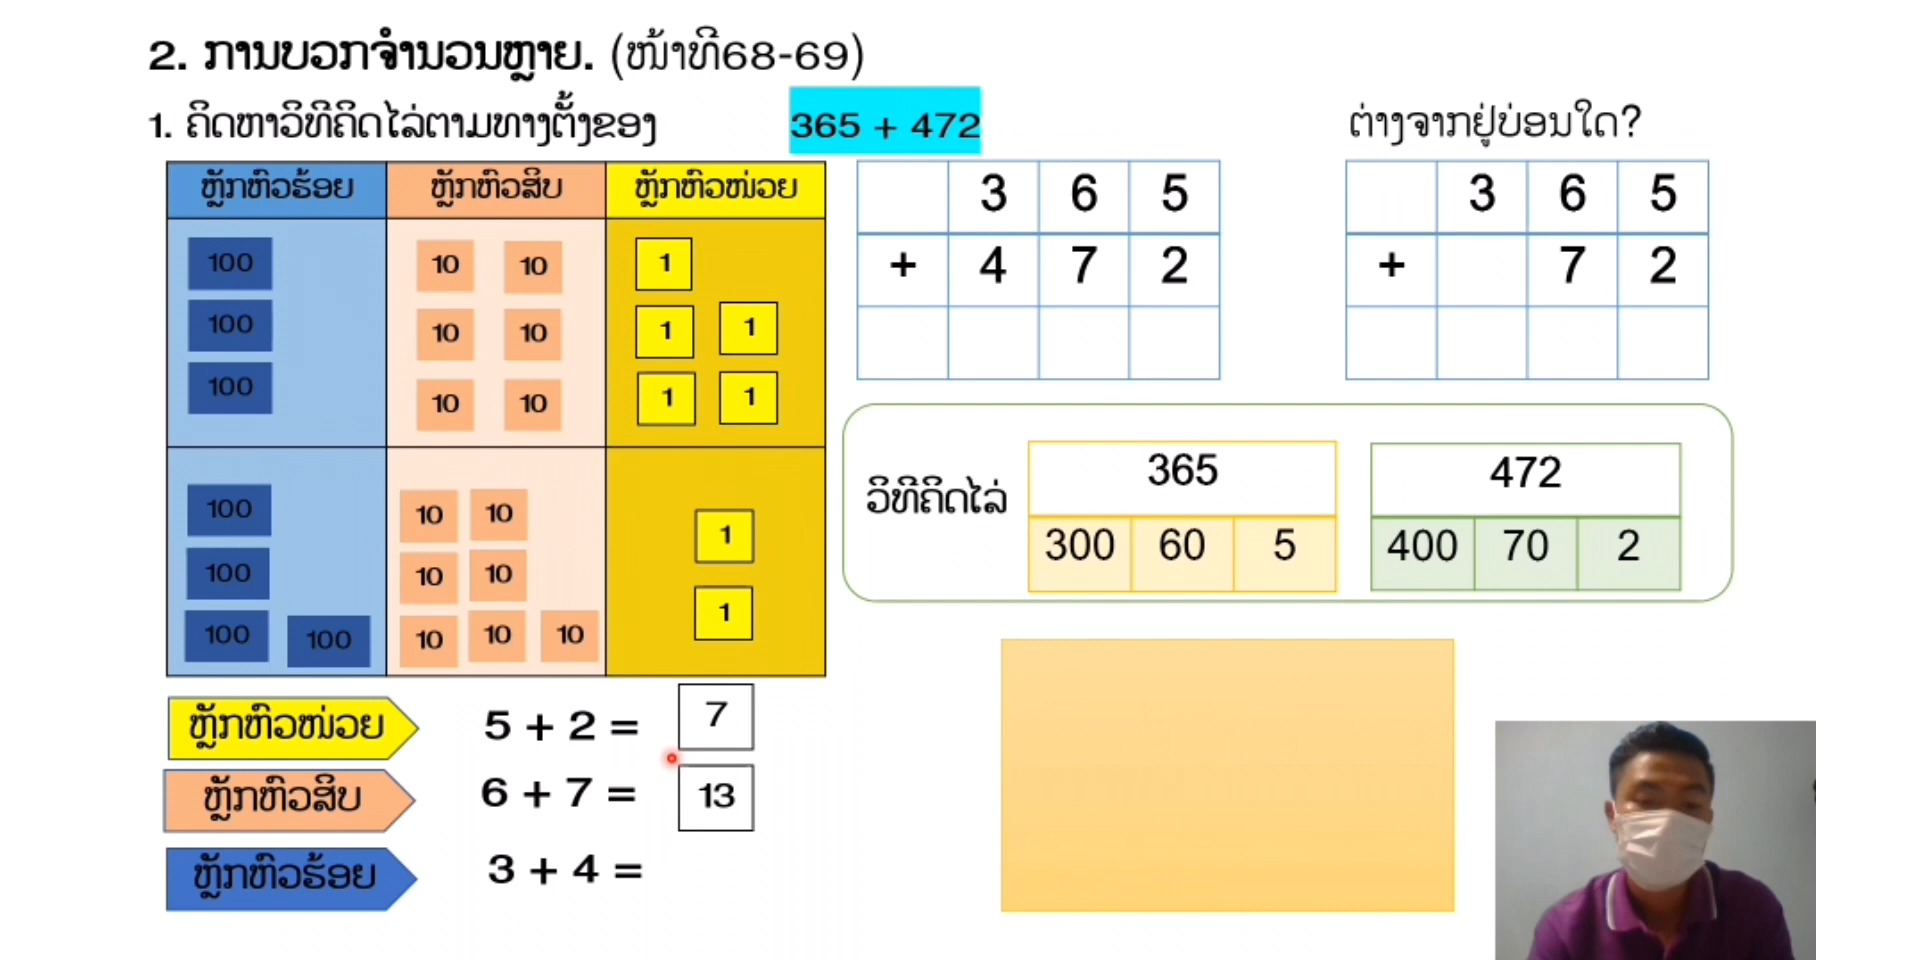 2. ການບວກຈໍານວນຫຼາຍ. (ໜ້າທີ68-69)
1. ຄິດຫາວິທີຄິດໄລ່ຕາມທາງຕັ້ງຂອງ 365 + 472
ຕ່າງຈາກຢູ່ບ່ອນໃດ?
ຫຼັກຫົວຮ້ອຍ ຫຼັກຫົວສິບ ຫຼັກຫົວໜ່ວຍ
100 10 10 1
100 10 10 1 1
100 10 10 1 1
100 10 10 1
100 10 10
100 100 10 10 10 1
3 6 5
+ 4 7 2
3 6 5
+ 7 2
ວິທີຄິດໄລ່
365
300 60 5
472
400 70 2
ຫຼັກຫົວໜ່ວຍ 5 + 2 = 7
ຫຼັກຫົວສິບ 6 + 7 = 13
ຫຼັກຫົວຮ້ອຍ 3 + 4 =